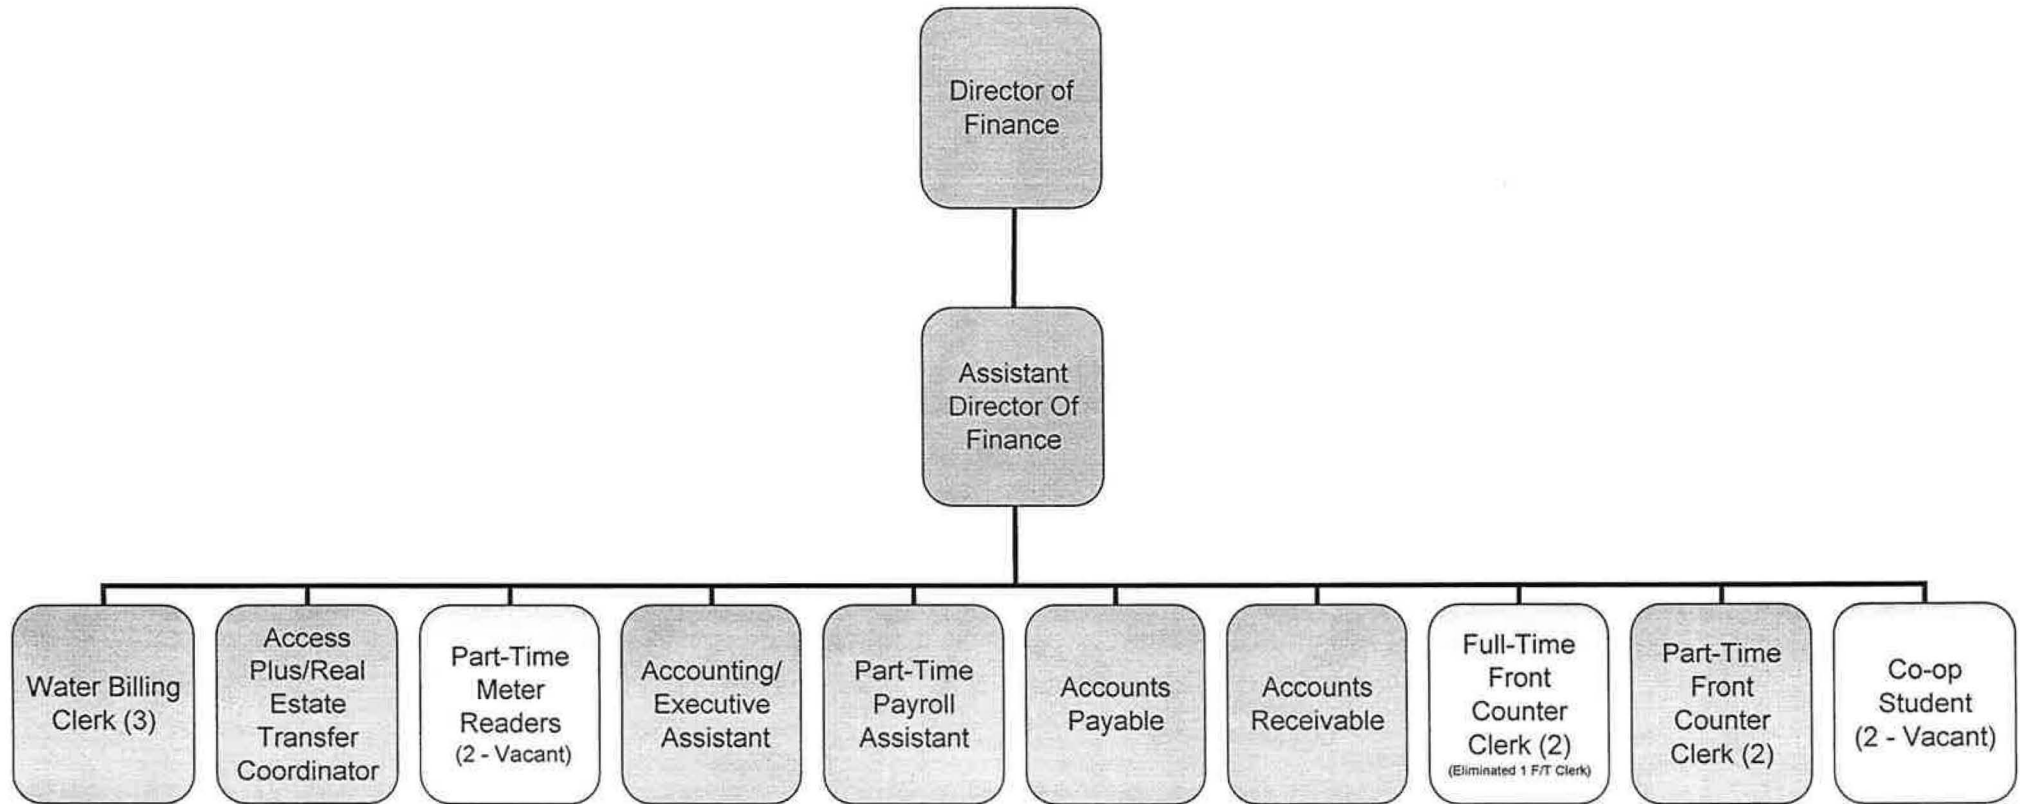 Director of
Finance
Assistant
Director Of
Finance
Water Billing
Clerk (3)
Access
Plus/Real
Estate
Transfer
Coordinator
Part-Time
Meter
Readers
(2 - Vacant)
Accounting/
Executive
Assistant
Part-Time
Payroll
Assistant
Accounts
Payable
Accounts
Receivable
Full-Time
Front
Counter
Clerk (2)
(Eliminated 1 F/T Clerk)
Part-Time
Front
Counter
Clerk (2)
Co-op
Student
(2 - Vacant)